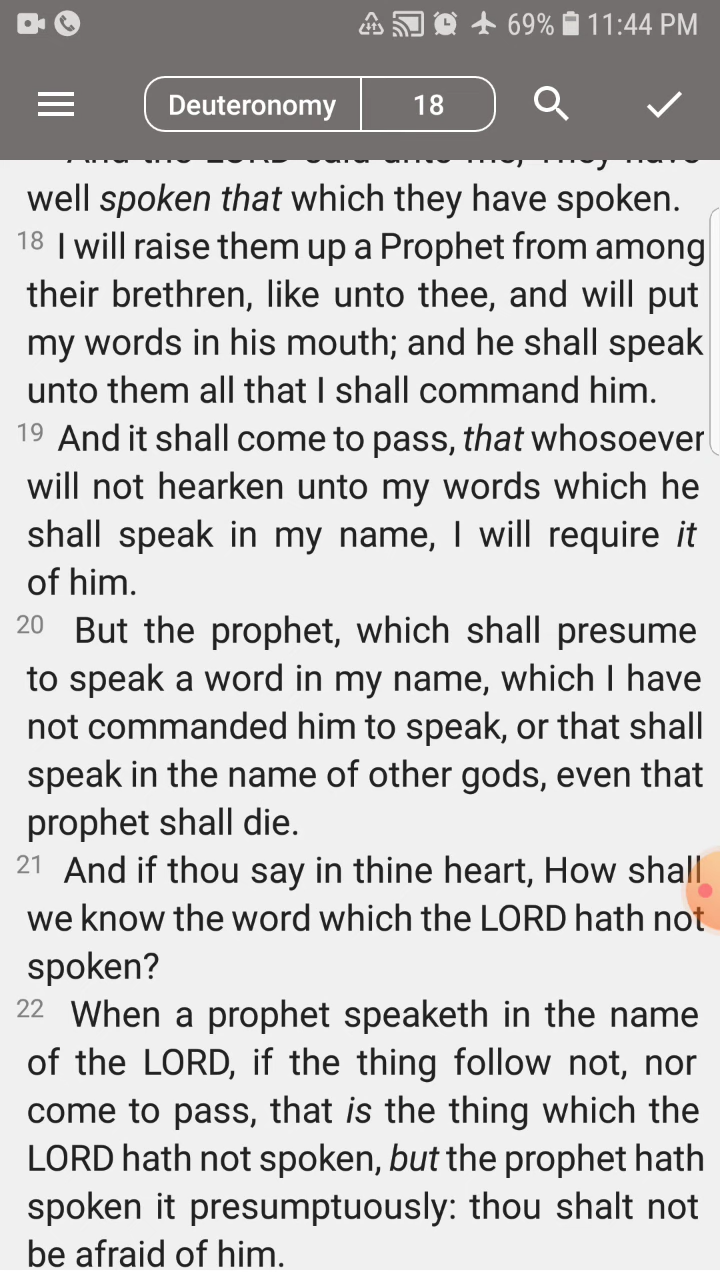 69% 11:44 PM
Deuteronomy 18
And the LORD said unto me, They have
well spoken that which they have spoken.
18 I will raise them up a Prophet from among
their brethren, like unto thee, and will put
my words in his mouth; and he shall speak
unto them all that I shall command him.
19 And it shall come to pass, that whosoever
will not hearken unto my words which he
shall speak in my name, I will require it
of him.
20 But the prophet, which shall presume
to speak a word in my name, which I have
not commanded him to speak, or that shall
speak in the name of other gods, even that
prophet shall die.
21 And if thou say in thine heart, How shall
we know the word which the LORD hath not
spoken?
22 When a prophet speaketh in the name
of the LORD, if the thing follow not, nor
come to pass, that is the thing which the
LORD hath not spoken, but the prophet hath
spoken it presumptuously: thou shalt not
be afraid of him.